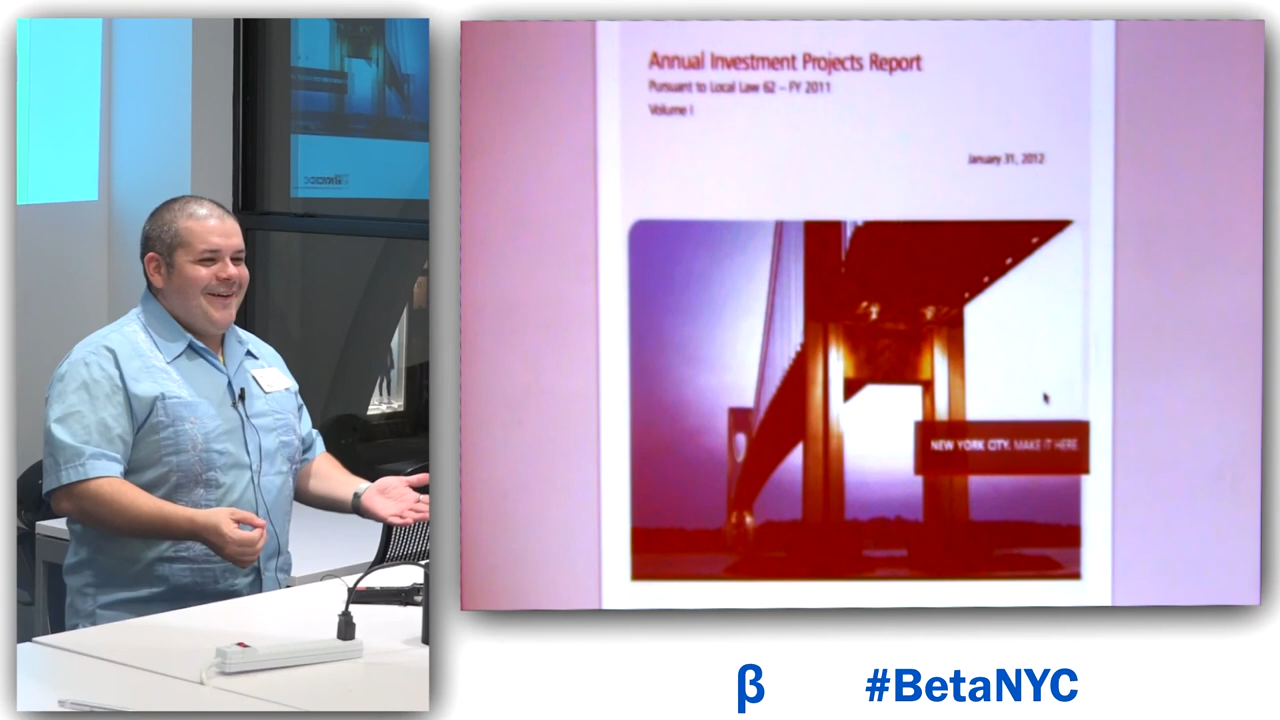 Annual Investment Projects Report
Pursuant to Local Law 62 – FY 2011
Volume I
January 31, 2012
NEW YORK CITY. MAKE IT HERE.
β
#BetaNYC